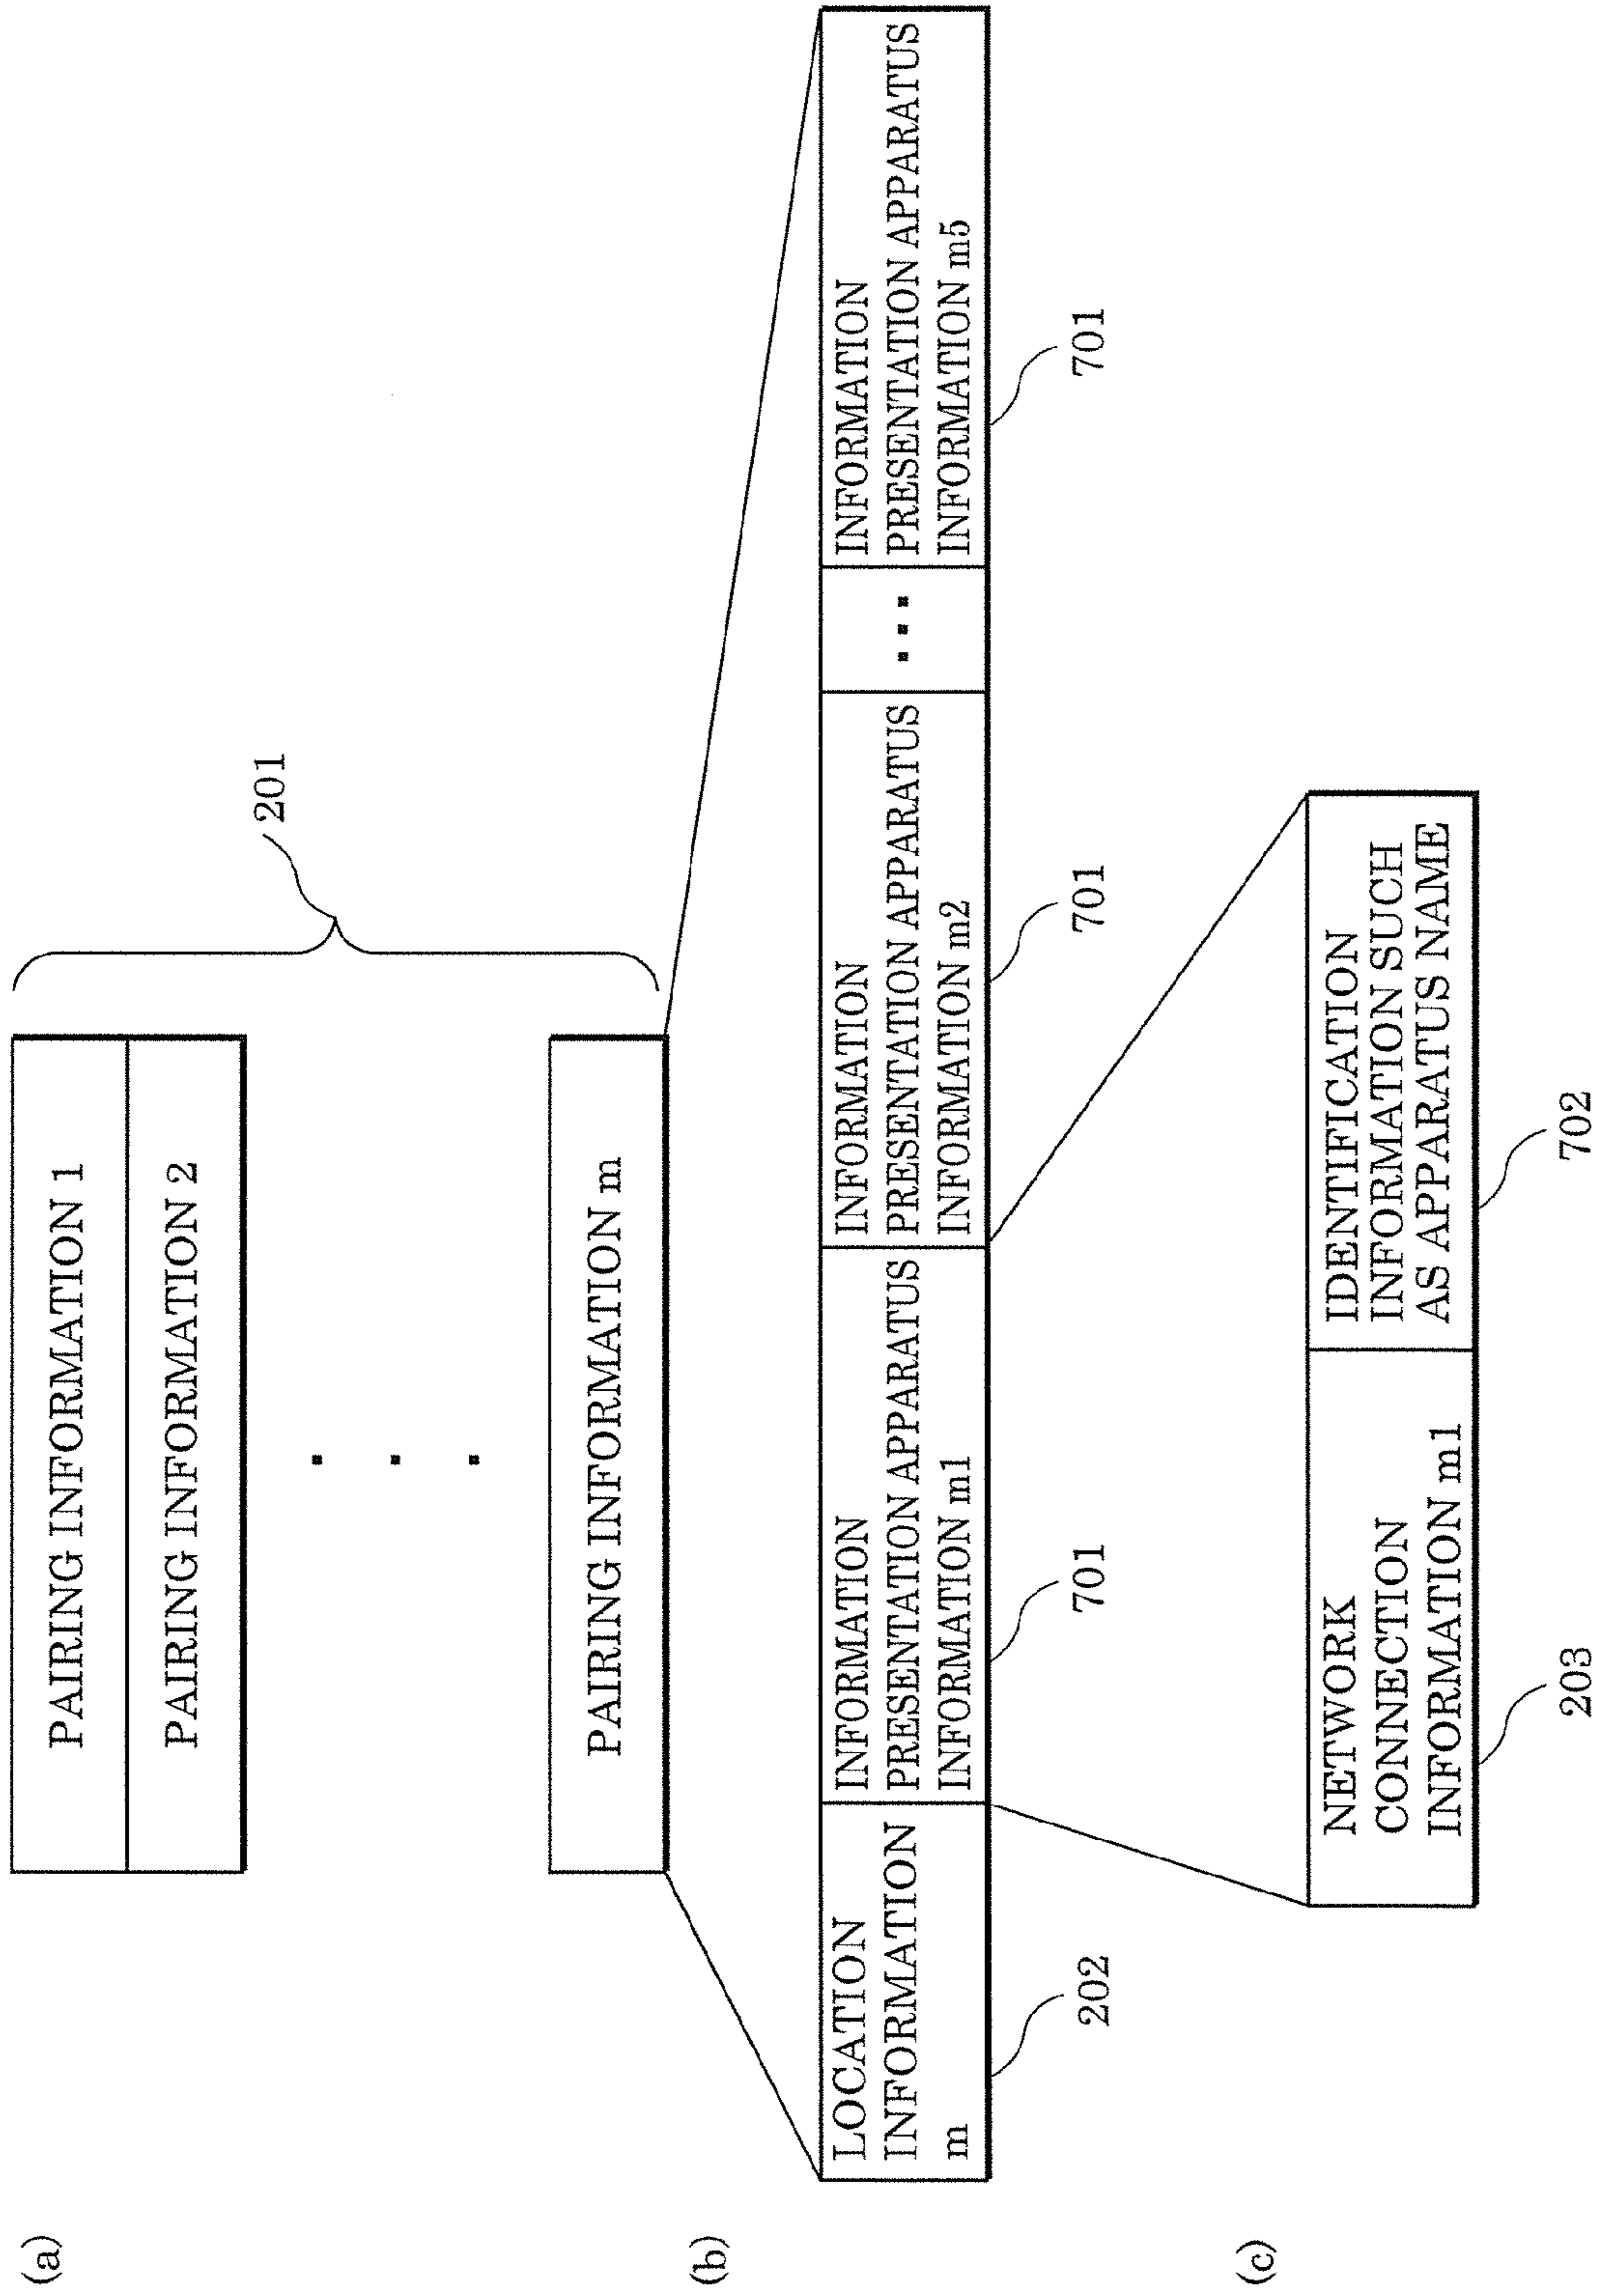 (a)
PAIRING INFORMATION 1
PAIRING INFORMATION 2
PAIRING INFORMATION m
201
(b)
LOCATION
INFORMATION
m
INFORMATION
PRESENTATION APPARATUS
INFORMATION m1
INFORMATION
PRESENTATION APPARATUS
INFORMATION m2
...
INFORMATION
PRESENTATION APPARATUS
INFORMATION m5
202
701
701
701
(c)
NETWORK
CONNECTION
INFORMATION m1
IDENTIFICATION
INFORMATION SUCH
AS APPARATUS NAME
203
702